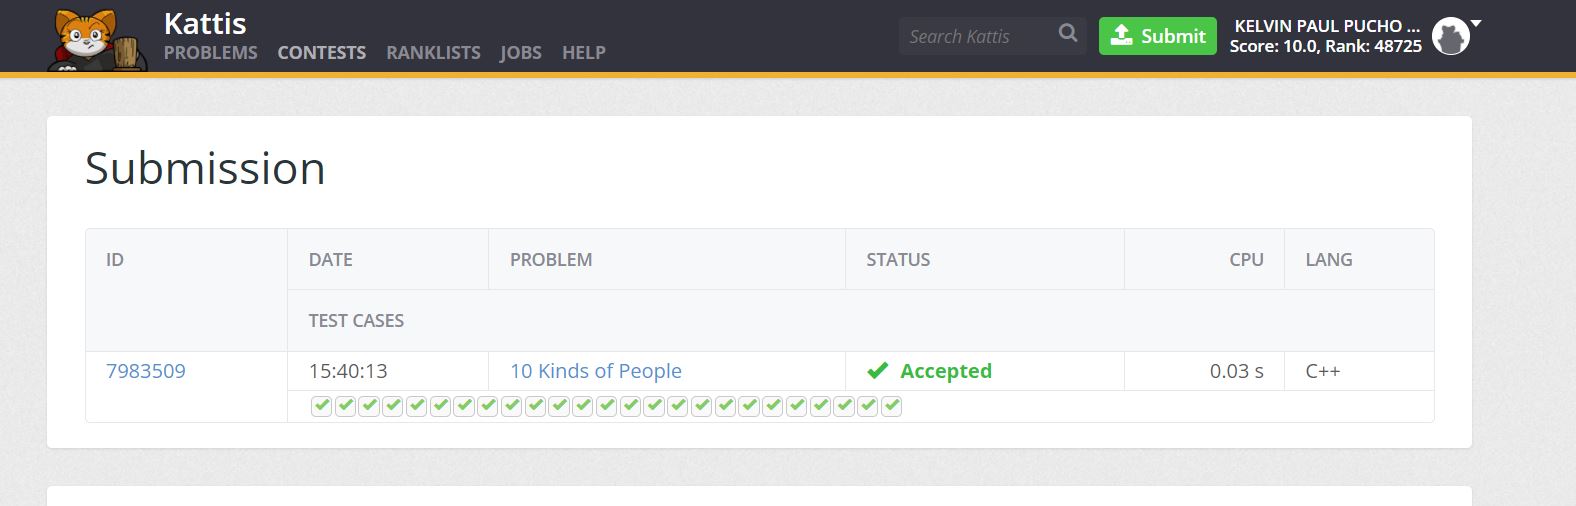 Kattis
PROBLEMS CONTESTS RANKLISTS JOBS HELP
Search Kattis
Submit
KELVIN PAUL PUCHO ...
Score: 10.0, Rank: 48725
Submission
ID DATE PROBLEM STATUS CPU LANG
TEST CASES
7983509 15:40:13 10 Kinds of People Accepted 0.03 s C++